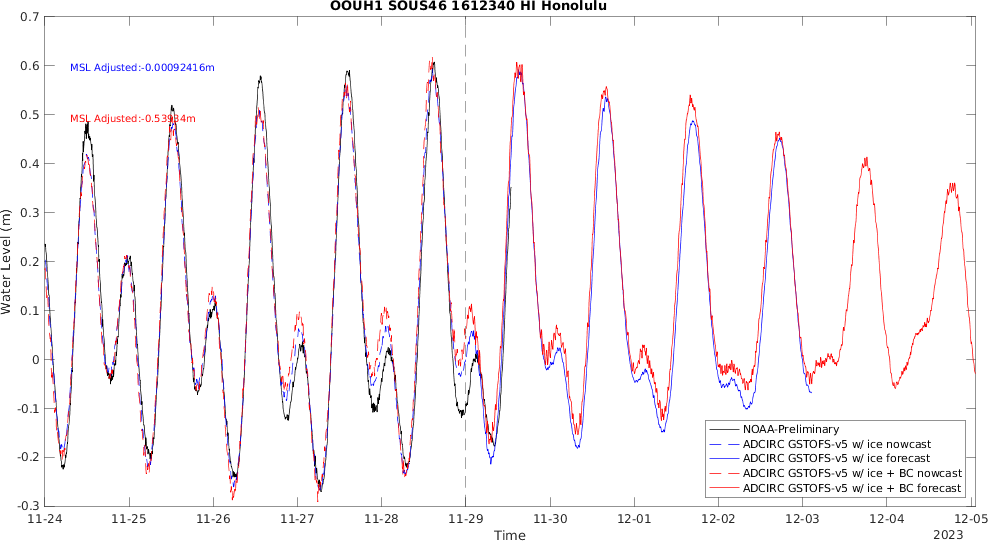 OOUH1 SOUS46 1612340 HI Honolulu
0.7
0.6
0.5
0.4
0.3
0.2
0.1
0
-0.1
-0.2
-0.3
Water Level (m)
MSL Adjusted:-0.00092416m
MSL Adjusted:-0.53934m
NOAA-Preliminary
ADCIRC GSTOFS-v5 w/ ice nowcast
ADCIRC GSTOFS-v5 w/ ice forecast
ADCIRC GSTOFS-v5 w/ ice + BC nowcast
ADCIRC GSTOFS-v5 w/ ice + BC forecast
11-24 11-25 11-26 11-27 11-28 11-29 11-30 12-01 12-02 12-03 12-04 12-05
Time
2023